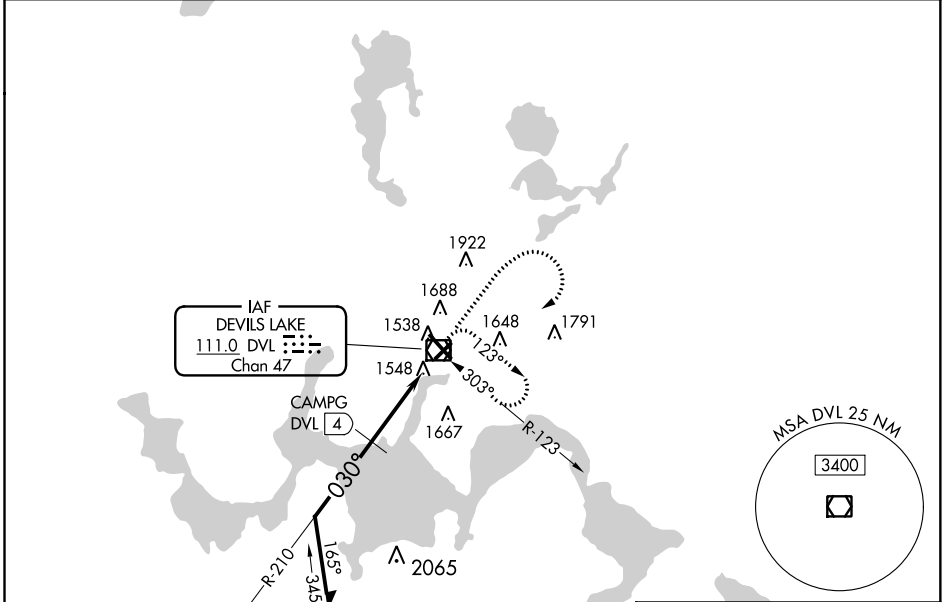 1922
1688
IAF
DEVILS LAKE
111.0 DVL
Chan 47
1538
1648
1791
123°
1548
303°
CAMPG
DVL 4
1667
R-123
MSA DVL 25 NM
3400
030°
R-210
165°
345
2065